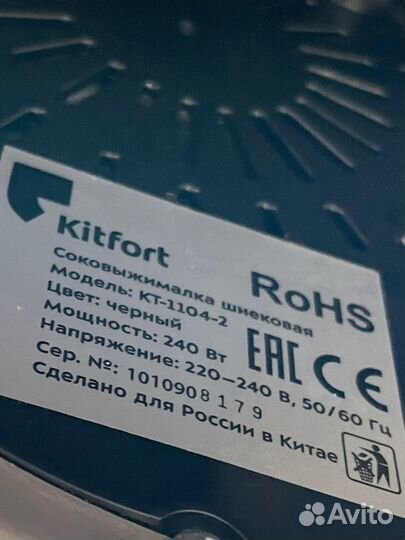 Kitfort
RoHS
Соковыжималка шнековая
Модель: КТ-1104-2
Цвет: черный
Мощность: 240 Вт
Напряжение: 220–240 В, 50/60 Гц
Сер. №: 1010908179
Сделано для России в Китае
EAC CE
Avito